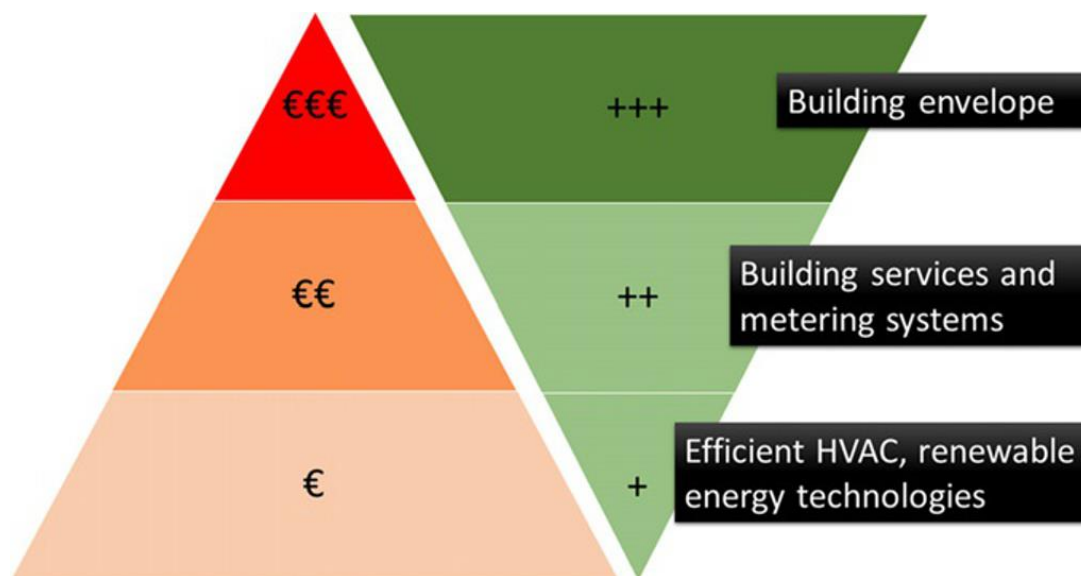 €€€
+++
Building envelope
€€
++
Building services and
metering systems
€
+
Efficient HVAC, renewable
energy technologies